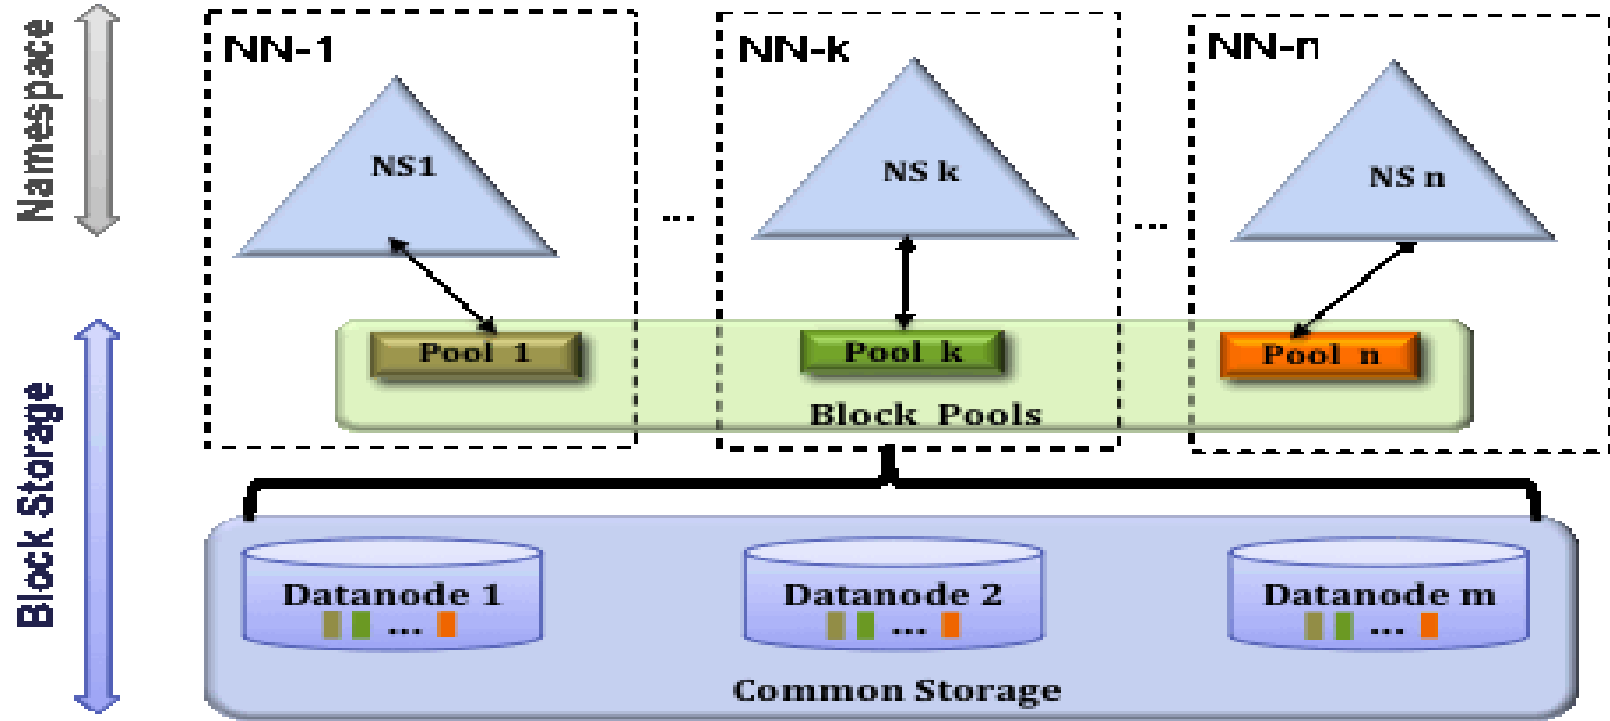 Namespace
NN-1
NN-k
NN-n
NS1
NS k
NS n
...
...
Pool 1
Pool k
Pool n
Block Pools
Block Storage
Datanode 1
...
Datanode 2
...
Datanode m
...
Common Storage